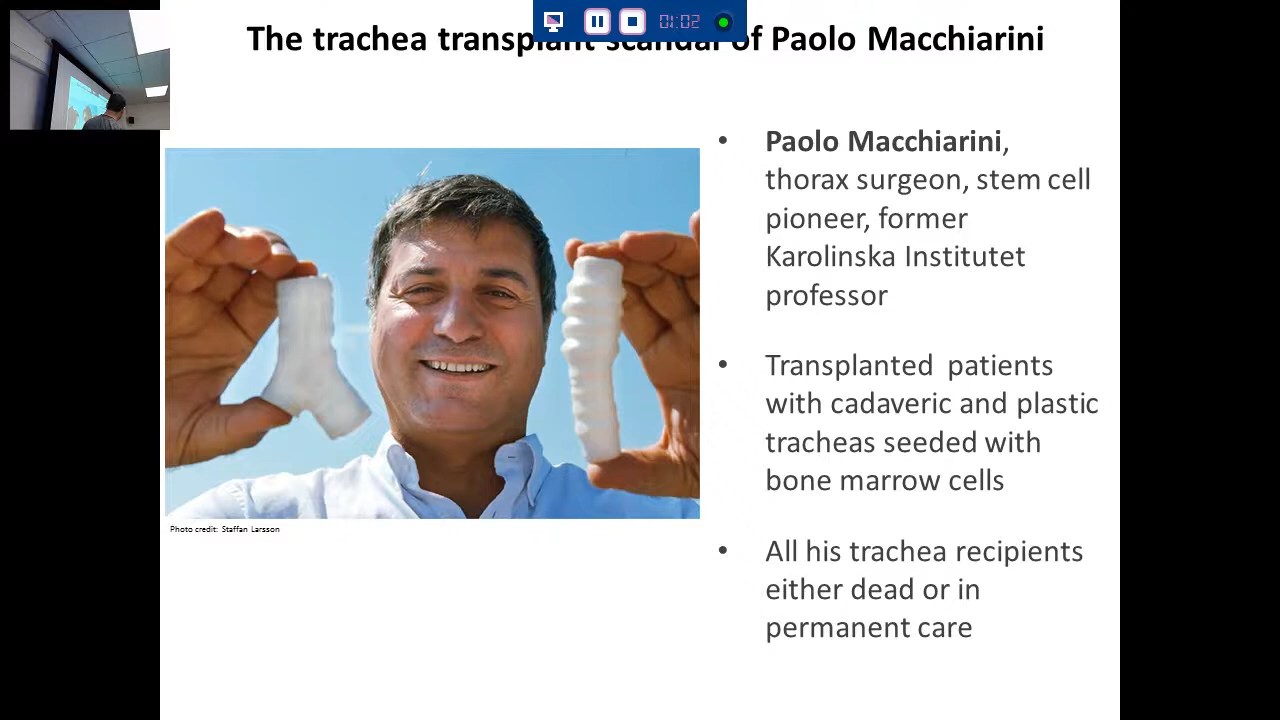 01:02
The trachea transplant scandal of Paolo Macchiarini
• Paolo Macchiarini,
thorax surgeon, stem cell
pioneer, former
Karolinska Institutet
professor
• Transplanted patients
with cadaveric and plastic
tracheas seeded with
bone marrow cells
• All his trachea recipients
either dead or in
permanent care
Photo credit: Staffan Larsson